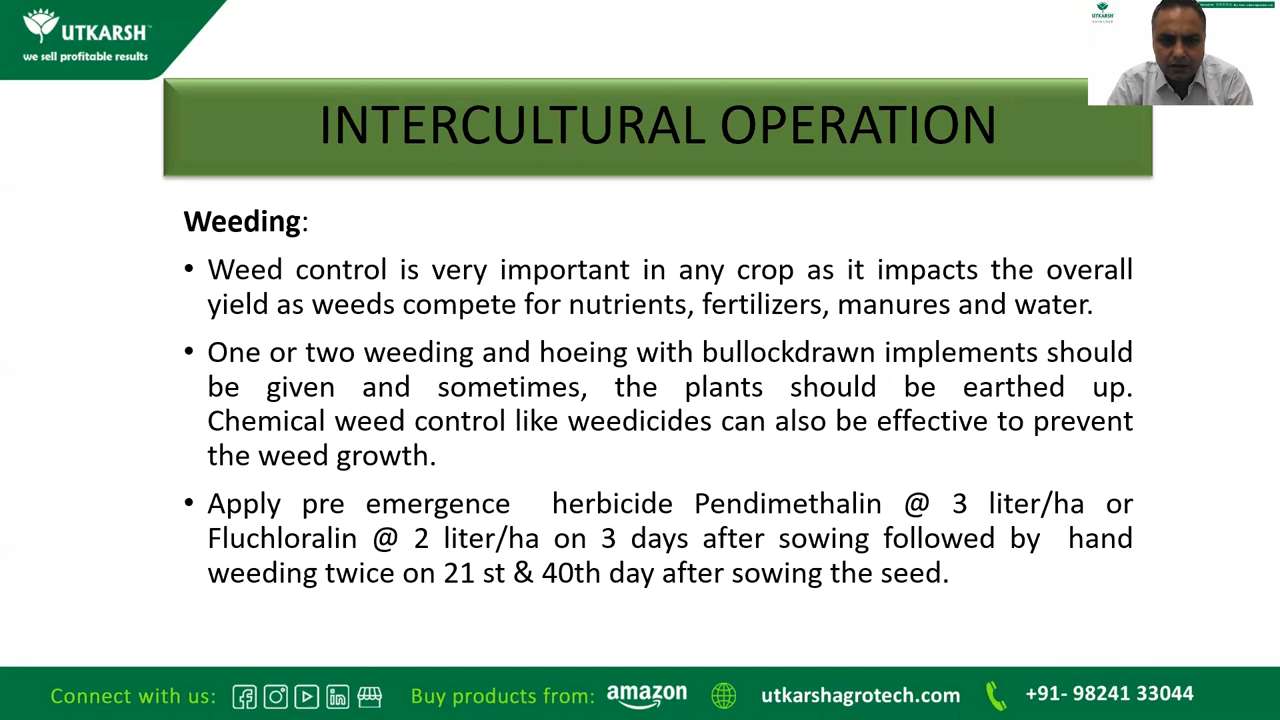 UTKARSH
we sell profitable results
UTKARSH
INTERCULTURAL OPERATION
Weeding:
• Weed control is very important in any crop as it impacts the overall
yield as weeds compete for nutrients, fertilizers, manures and water.
• One or two weeding and hoeing with bullockdrawn implements should
be given and sometimes, the plants should be earthed up.
Chemical weed control like weedicides can also be effective to prevent
the weed growth.
• Apply pre emergence herbicide Pendimethalin @ 3 liter/ha or
Fluchloralin @ 2 liter/ha on 3 days after sowing followed by hand
weeding twice on 21 st & 40th day after sowing the seed.
Connect with us: Buy products from: amazon utkarshagrotech.com +91- 98241 33044